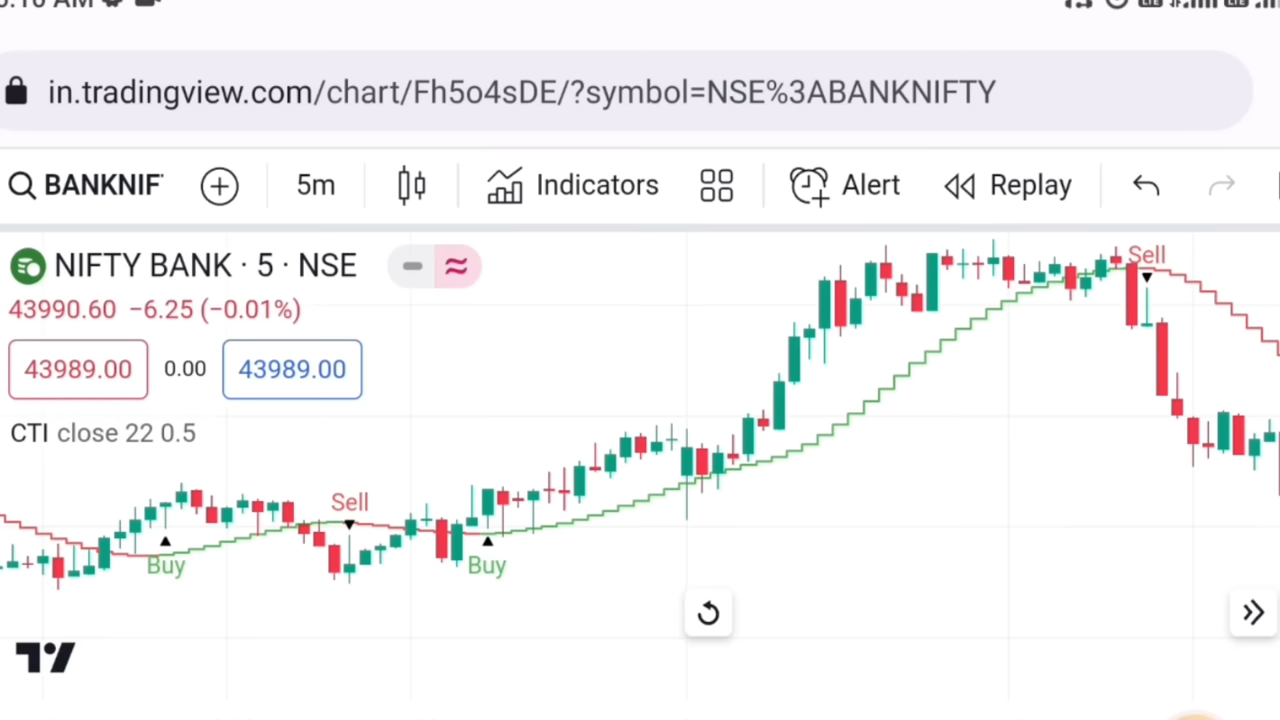 in.tradingview.com/chart/Fh5o4sDE/?symbol=NSE%3ABANKNIFTY
BANKNIF 5m Indicators Alert Replay
NIFTY BANK · 5 · NSE
43990.60 −6.25 (−0.01%)
43989.00 0.00 43989.00
CTI close 22 0.5
Sell
Sell
Buy
Buy